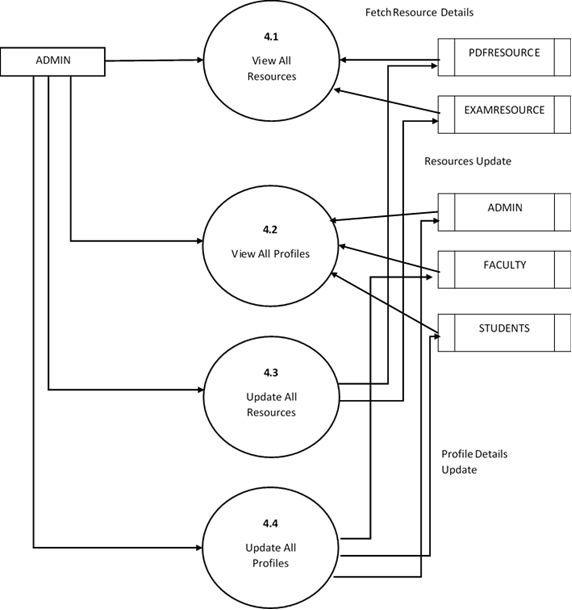 Fetch Resource Details
4.1
View All
Resources
ADMIN
PDFRESOURCE
EXAMRESOURCE
Resources Update
4.2
View All Profiles
ADMIN
FACULTY
STUDENTS
4.3
Update All
Resources
Profile Details
Update
4.4
Update All
Profiles